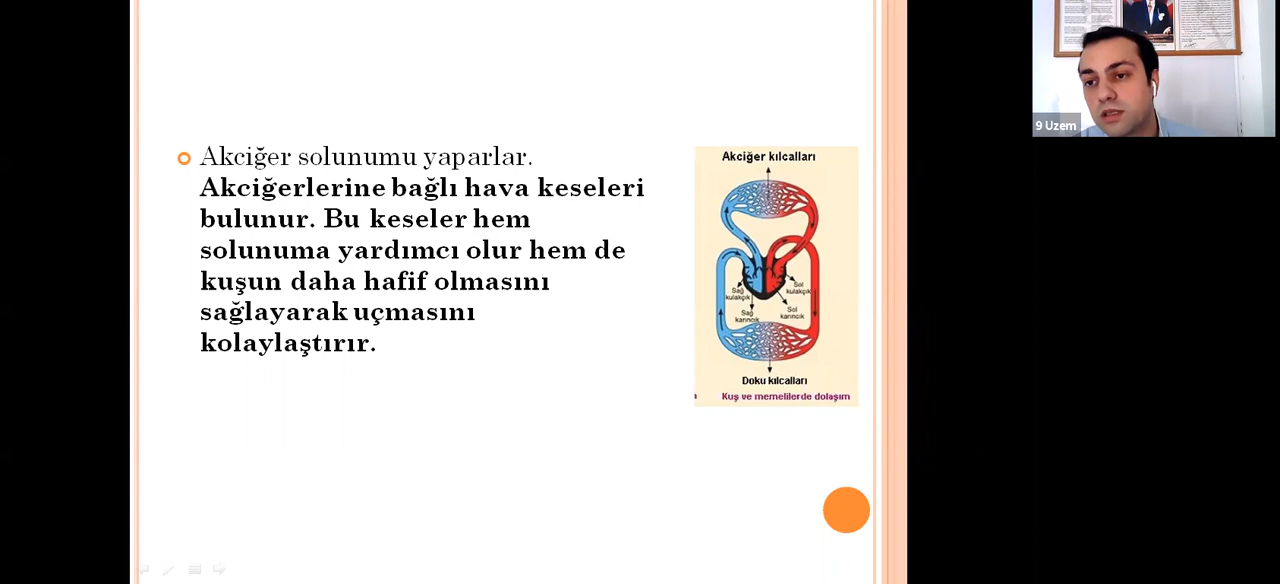 Akciğer solunumu yaparlar.
Akciğerlerine bağlı hava keseleri
bulunur. Bu keseler hem
solunuma yardımcı olur hem de
kuşun daha hafif olmasını
sağlayarak uçmasını
kolaylaştırır.
Akciğer kılcalları
Sağ
kulakçık
Sol
kulakçık
Sağ
karıncık
Sol
karıncık
Doku kılcalları
Kuş ve memelilerde dolaşım
9 Uzem